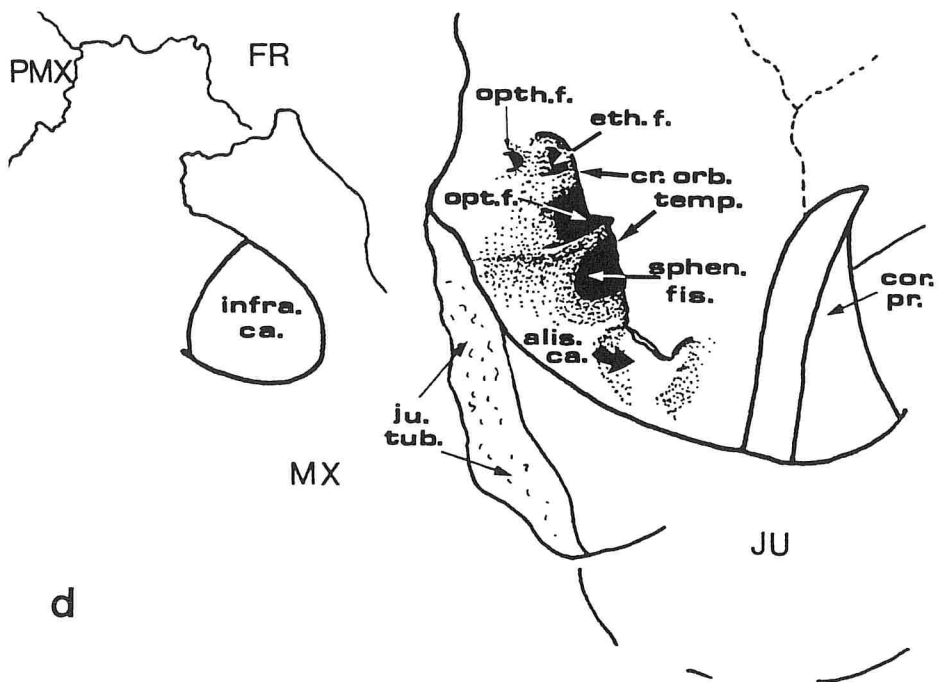 PMX
FR
opth.f.
eth.f.
cr. orb.
temp.
opt.f.
sphen.
fis.
infra.
ca.
alis.
ca.
cor.
pr.
ju.
tub.
MX
JU
d